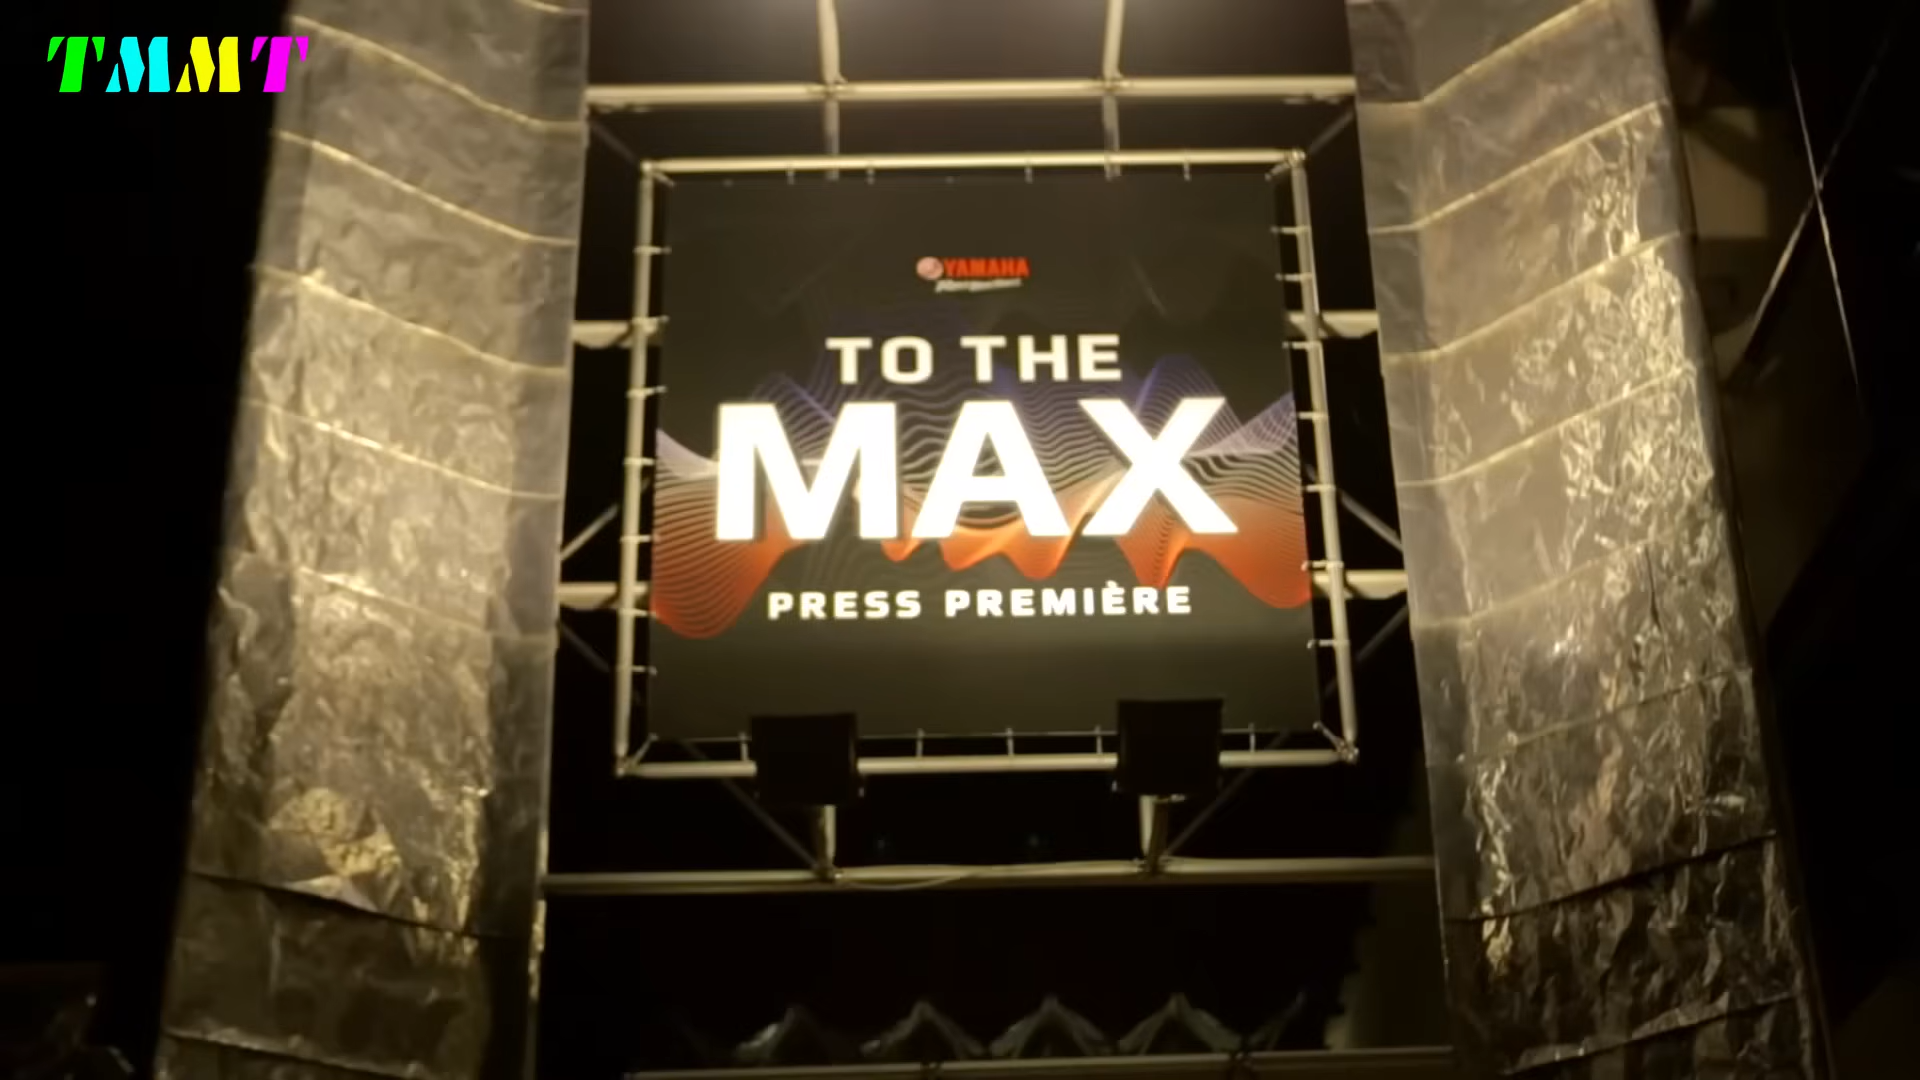 TMMT
YAMAHA
TO THE
MAX
PRESS PREMIÈRE